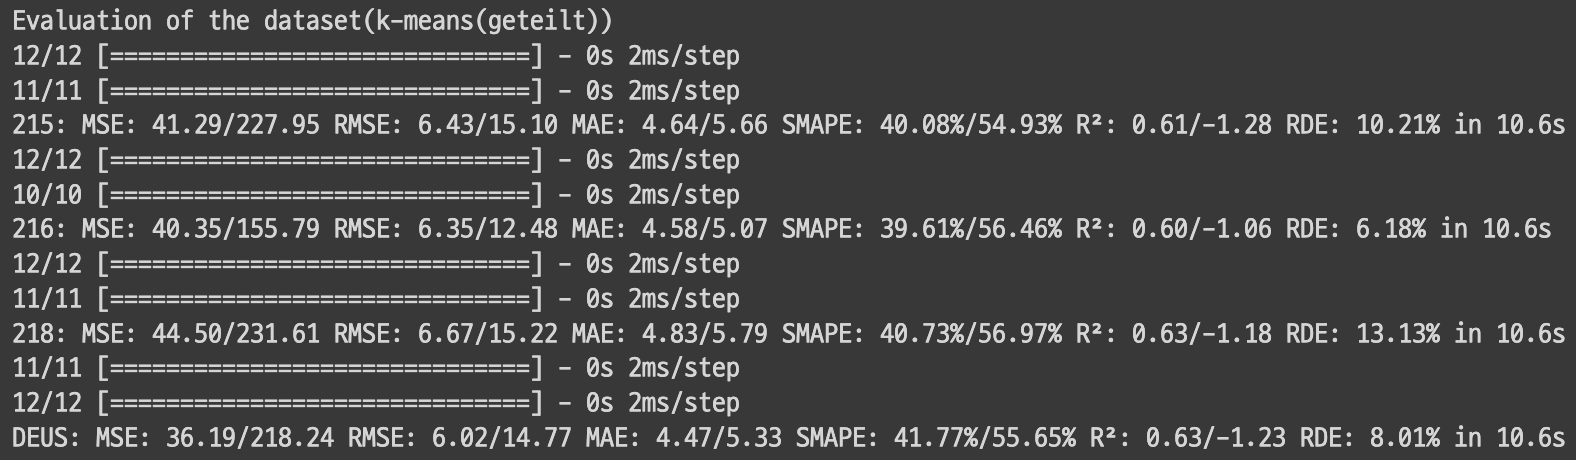 Evaluation of the dataset(k-means(geteilt))
12/12 [==============================] - 0s 2ms/step
11/11 [==============================] - 0s 2ms/step
215: MSE: 41.29/227.95 RMSE: 6.43/15.10 MAE: 4.64/5.66 SMAPE: 40.08%/54.93% R²: 0.61/-1.28 RDE: 10.21% in 10.6s
12/12 [==============================] - 0s 2ms/step
10/10 [==============================] - 0s 2ms/step
216: MSE: 40.35/155.79 RMSE: 6.35/12.48 MAE: 4.58/5.07 SMAPE: 39.61%/56.46% R²: 0.60/-1.06 RDE: 6.18% in 10.6s
12/12 [==============================] - 0s 2ms/step
11/11 [==============================] - 0s 2ms/step
218: MSE: 44.50/231.61 RMSE: 6.67/15.22 MAE: 4.83/5.79 SMAPE: 40.73%/56.97% R²: 0.63/-1.18 RDE: 13.13% in 10.6s
11/11 [==============================] - 0s 2ms/step
12/12 [==============================] - 0s 2ms/step
DEUS: MSE: 36.19/218.24 RMSE: 6.02/14.77 MAE: 4.47/5.33 SMAPE: 41.77%/55.65% R²: 0.63/-1.23 RDE: 8.01% in 10.6s